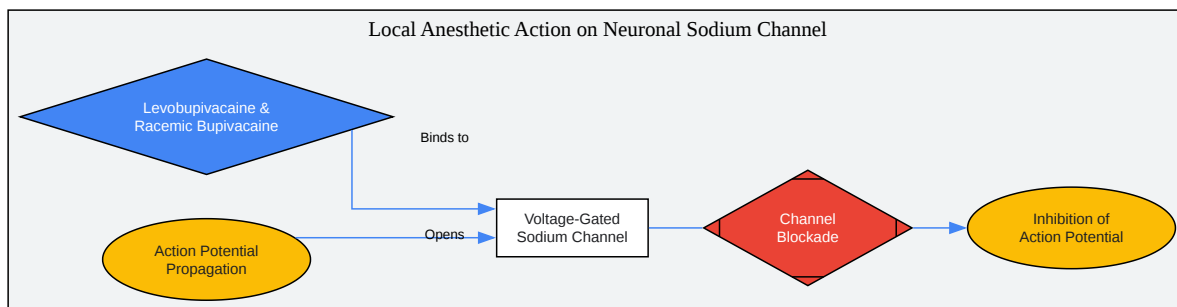 Local Anesthetic Action on Neuronal Sodium Channel
Levobupivacaine &
Racemic Bupivacaine
Binds to
Action Potential
Propagation
Opens
Voltage-Gated
Sodium Channel
Channel
Blockade
Inhibition of
Action Potential